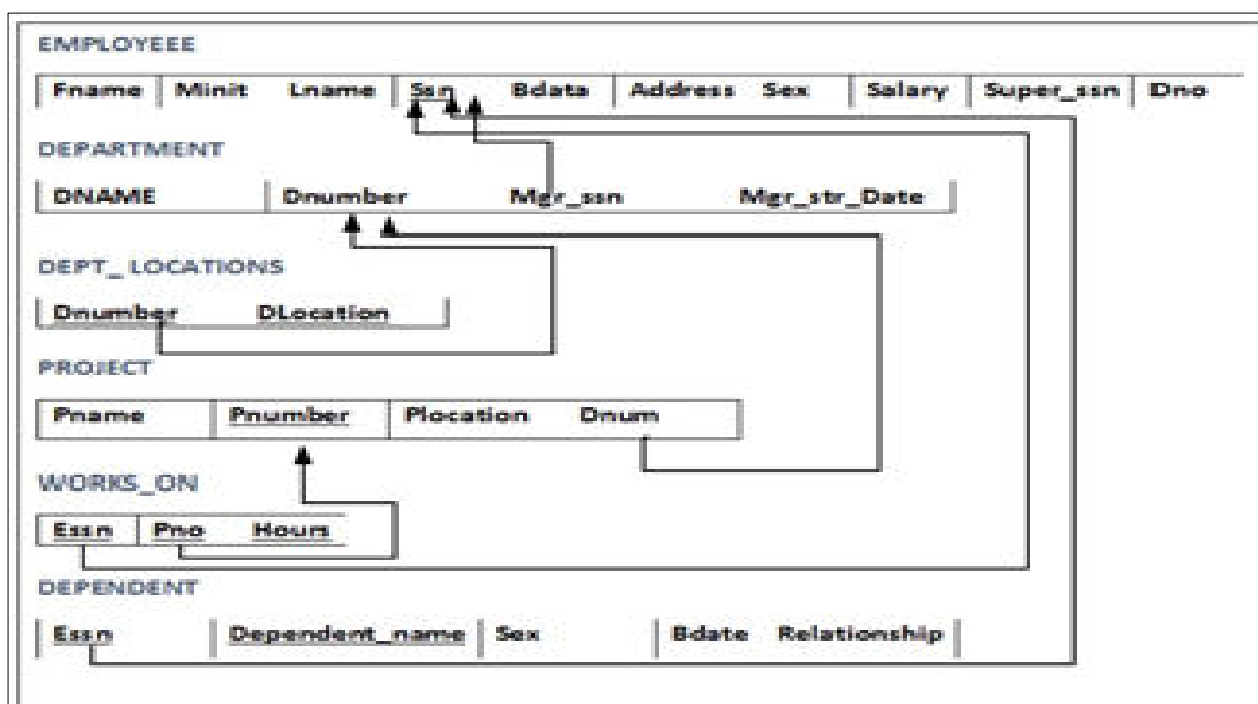 EMPLOYEEE
Fname Minit Lname Ssn Bdata Address Sex Salary Super_ssn Dno
DEPARTMENT
DNAME Dnumber Mgr_ssn Mgr_str_Date
DEPT_ LOCATIONS
Dnumber DLocation
PROJECT
Pname Pnumber Plocation Dnum
WORKS_ON
Essn Pno Hours
DEPENDENT
Essn Dependent_name Sex Bdate Relationship